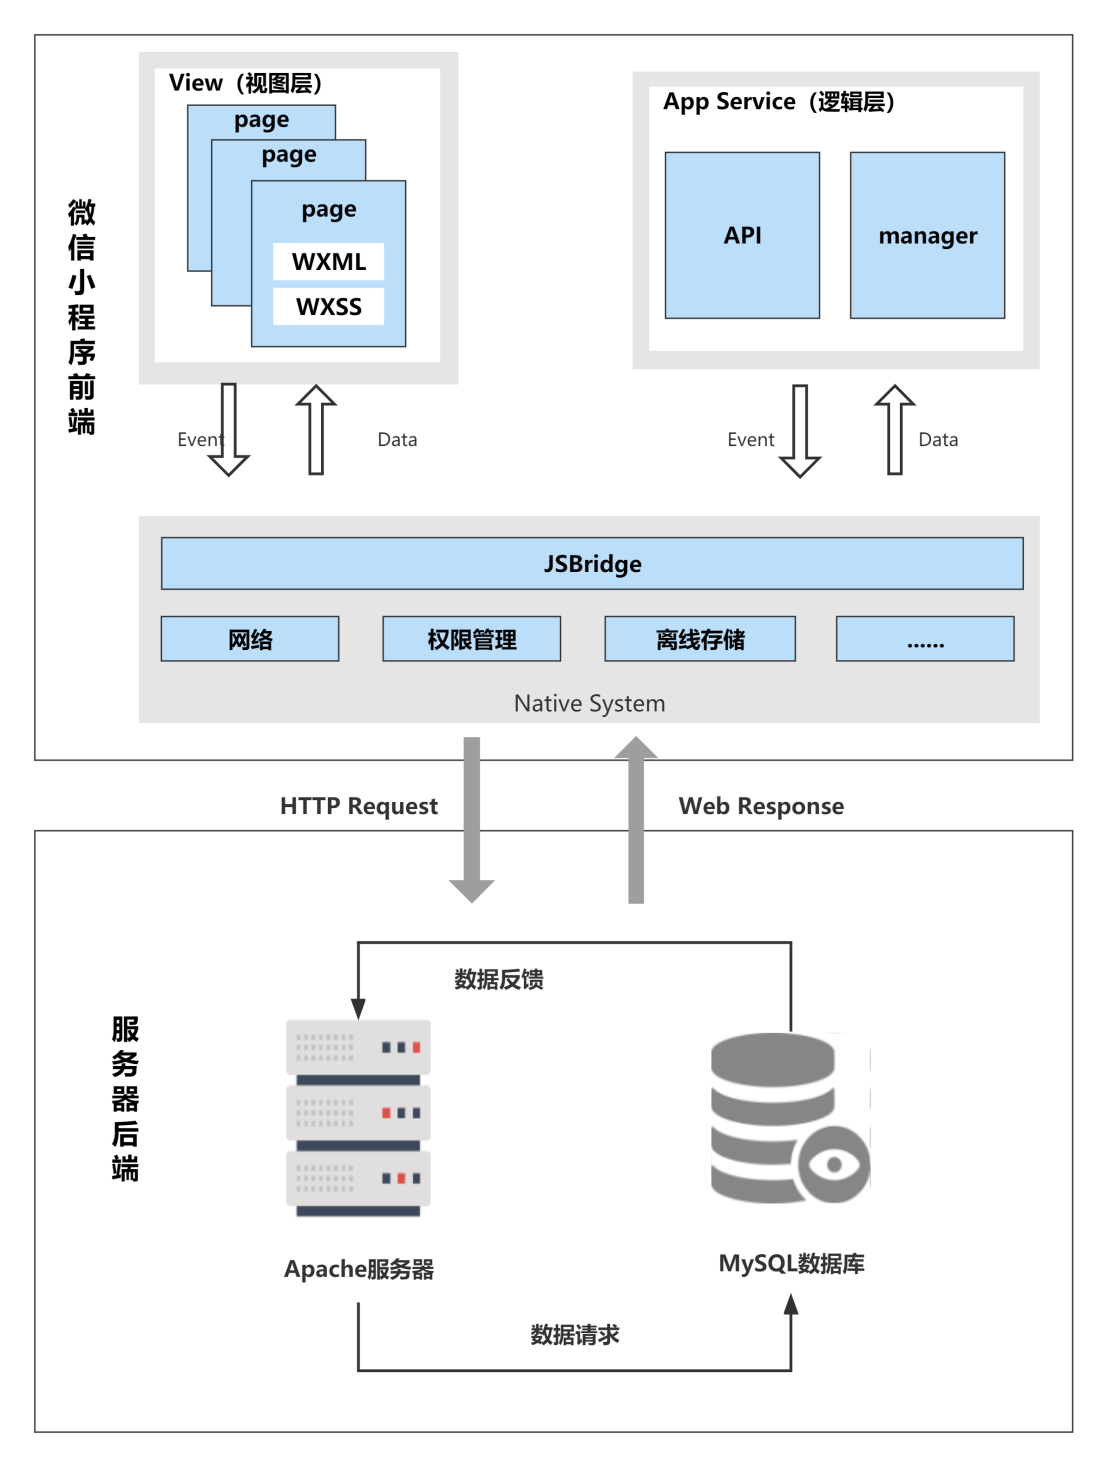 微信小程序前端
View（视图层）
page
page
page
WXML
WXSS
App Service（逻辑层）
API
manager
Event
Data
Event
Data
JSBridge
网络
权限管理
离线存储
......
Native System
HTTP Request
Web Response
服务器后端
数据反馈
Apache服务器
MySQL数据库
数据请求